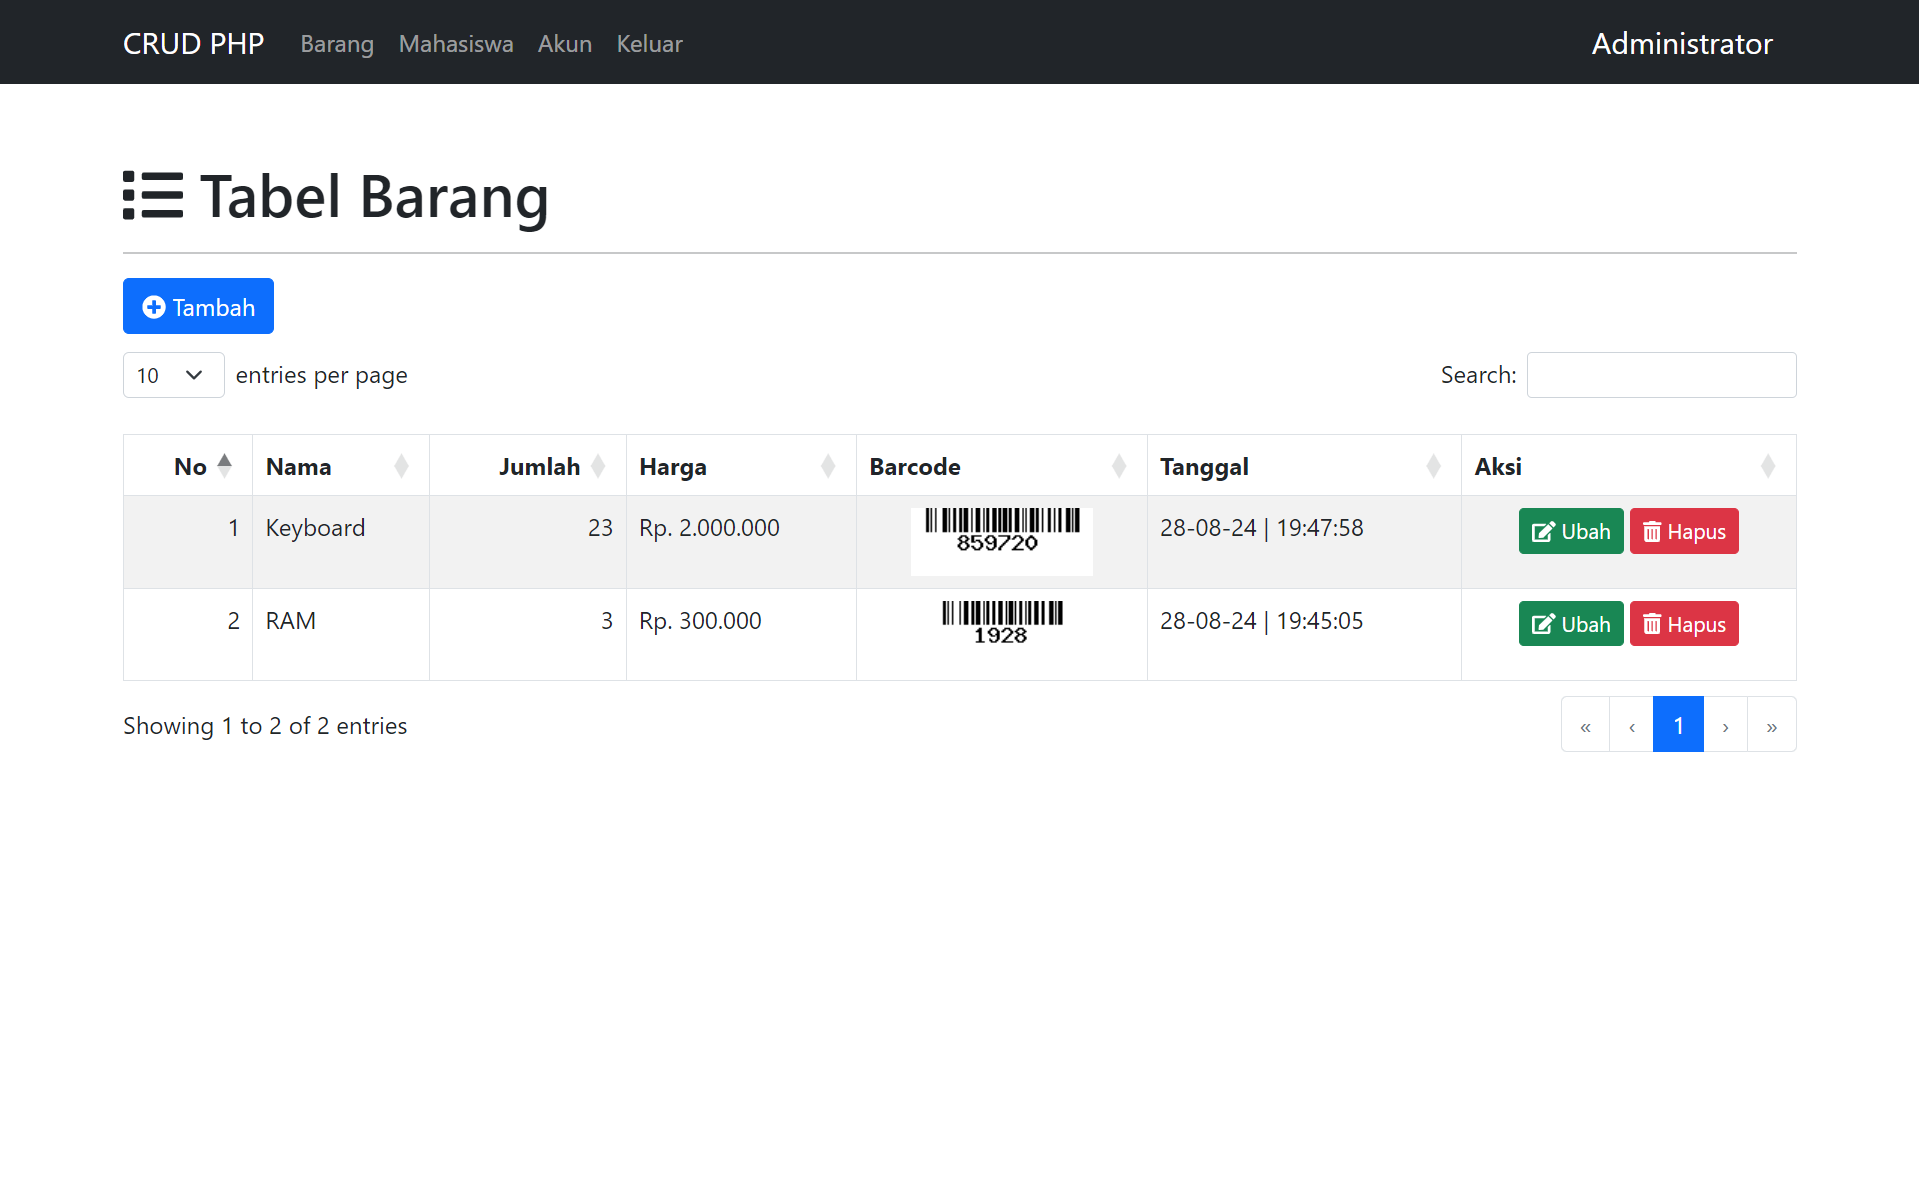 CRUD PHP Barang Mahasiswa Akun Keluar Administrator
Tabel Barang
Tambah
10 entries per page Search:
No Nama Jumlah Harga Barcode Tanggal Aksi
1 Keyboard 23 Rp. 2.000.000 859720 28-08-24 | 19:47:58 Ubah Hapus
2 RAM 3 Rp. 300.000 1928 28-08-24 | 19:45:05 Ubah Hapus
Showing 1 to 2 of 2 entries « ‹ 1 › »